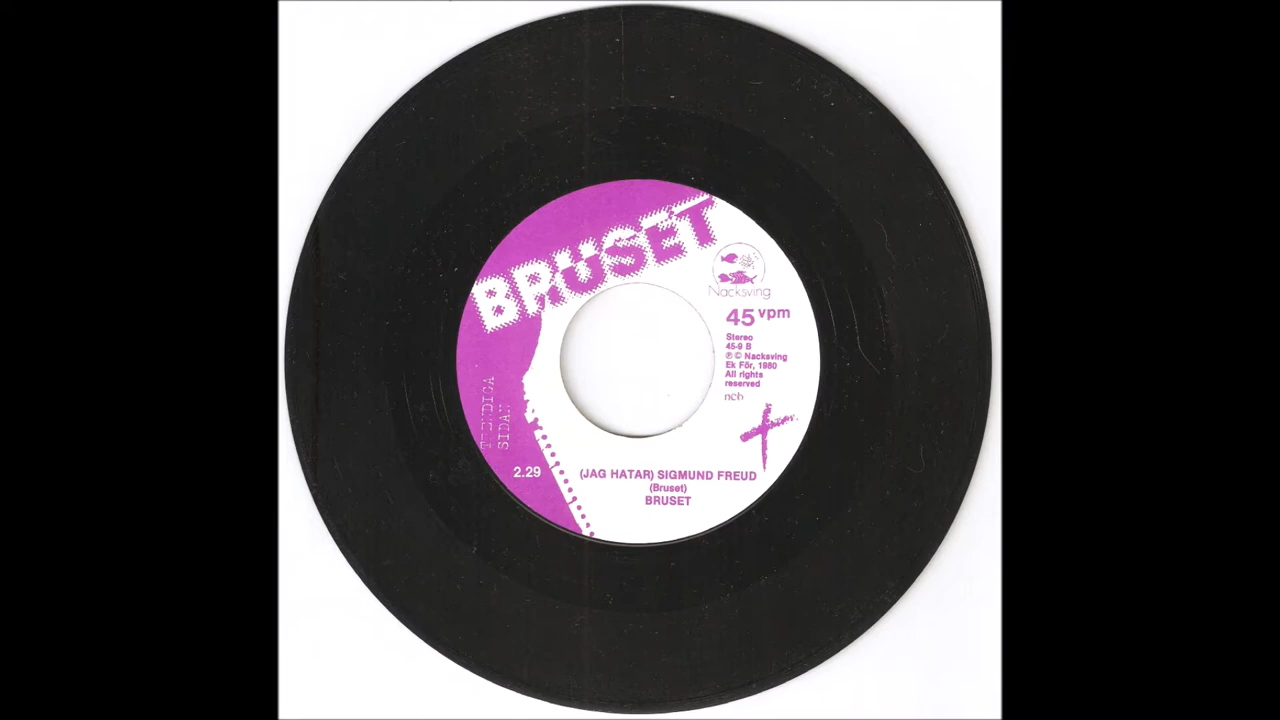 BRUSET
Nacksving
45 vpm
Stereo
45-9 B
Ⓟ © Nacksving
Ek För, 1980
All rights
reserved
ncb
SIDAN
2.29
(JAG HATAR) SIGMUND FREUD
(Bruset)
BRUSET